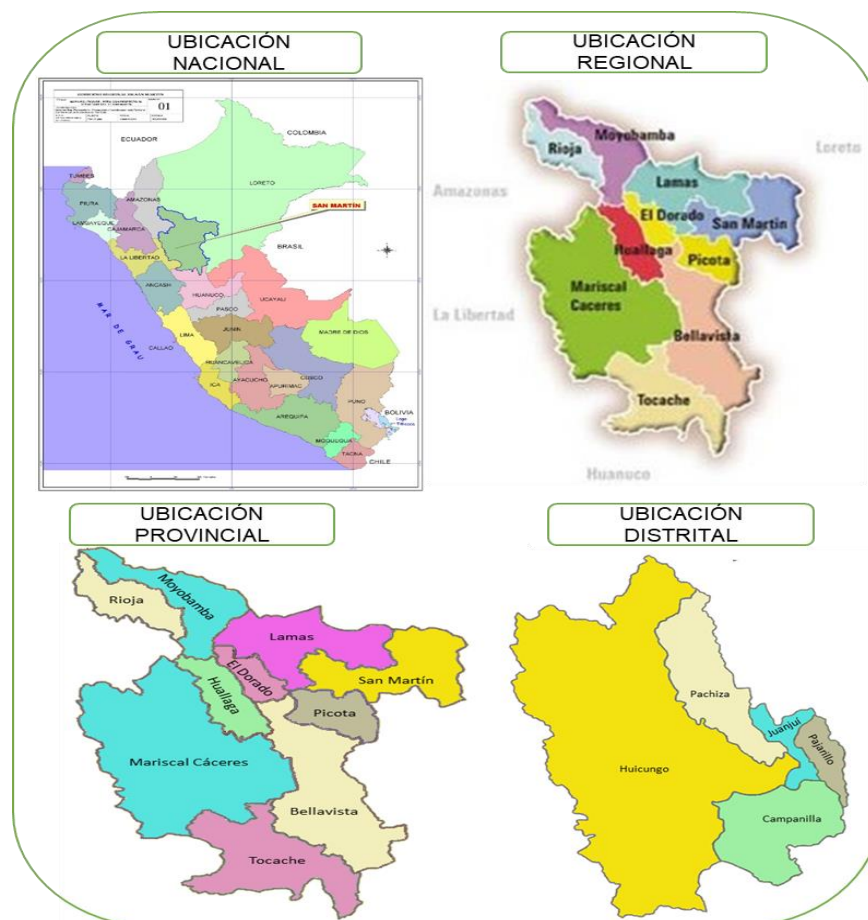 UBICACIÓN
NACIONAL
UBICACIÓN
REGIONAL
01
ECUADOR
COLOMBIA
TUMBES
PIURA
LAMBAYEQUE
AMAZONAS
CAJAMARCA
LORETO
SAN MARTÍN
BRASIL
LA LIBERTAD
ANCASH
HUANUCO
PASCO
UCAYALI
LIMA
JUNIN
CALLAO
MADRE DE DIOS
HUANCAVELICA
ICA
AYACUCHO
APURIMAC
CUSCO
PUNO
AREQUIPA
BOLIVIA
MOQUEGUA
TACNA
CHILE
MAR DE GRAU
Moyobamba
Rioja
Loreto
Amazonas
Lamas
El Dorado
San Martin
Huallaga
Picota
Mariscal
Caceres
La Libertad
Bellavista
Tocache
Huanuco
UBICACIÓN
PROVINCIAL
UBICACIÓN
DISTRITAL
Moyobamba
Rioja
Lamas
El Dorado
San Martín
Huallaga
Picota
Mariscal Cáceres
Bellavista
Tocache
Pachiza
Juanjui
Pajarillo
Huicungo
Campanilla